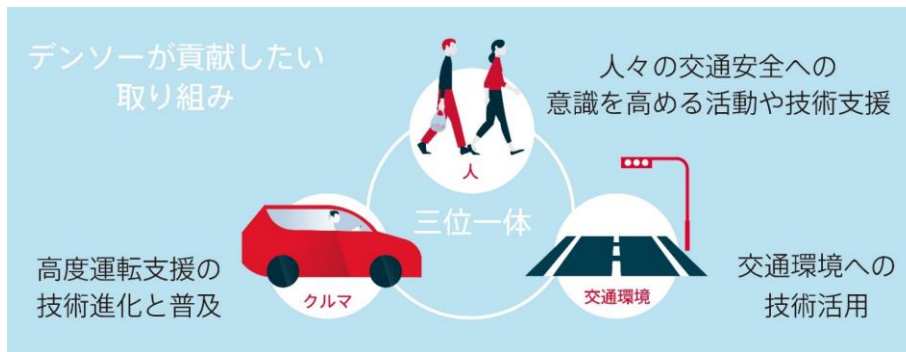 デンソーが貢献したい
取り組み
人々の交通安全への
意識を高める活動や技術支援
人
三位一体
高度運転支援の
技術進化と普及
クルマ
交通環境
交通環境への
技術活用